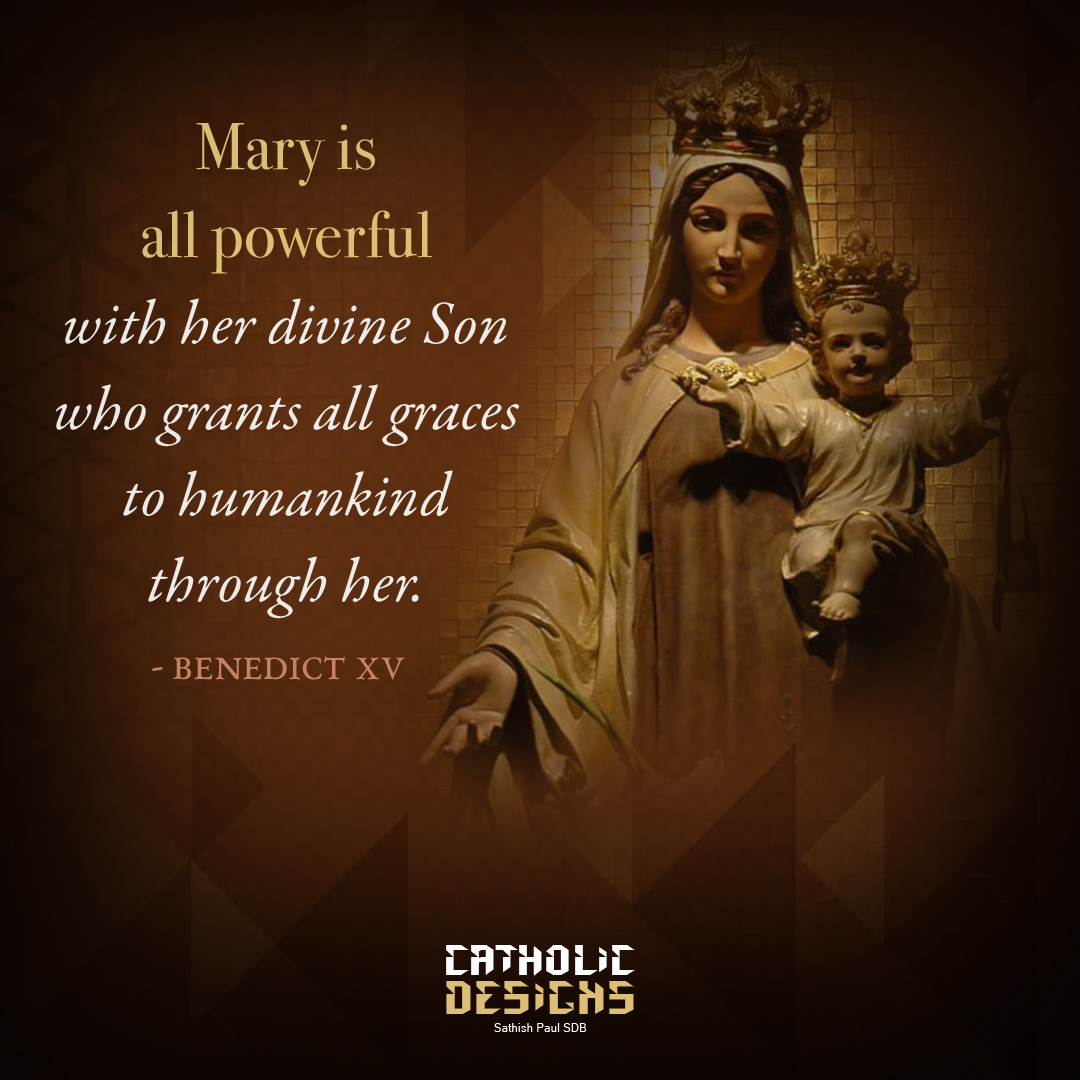 Mary is
all powerful
with her divine Son
who grants all graces
to humankind
through her.
- BENEDICT XV
CATHOLIC
DESIGNS
Sathish Paul SDB